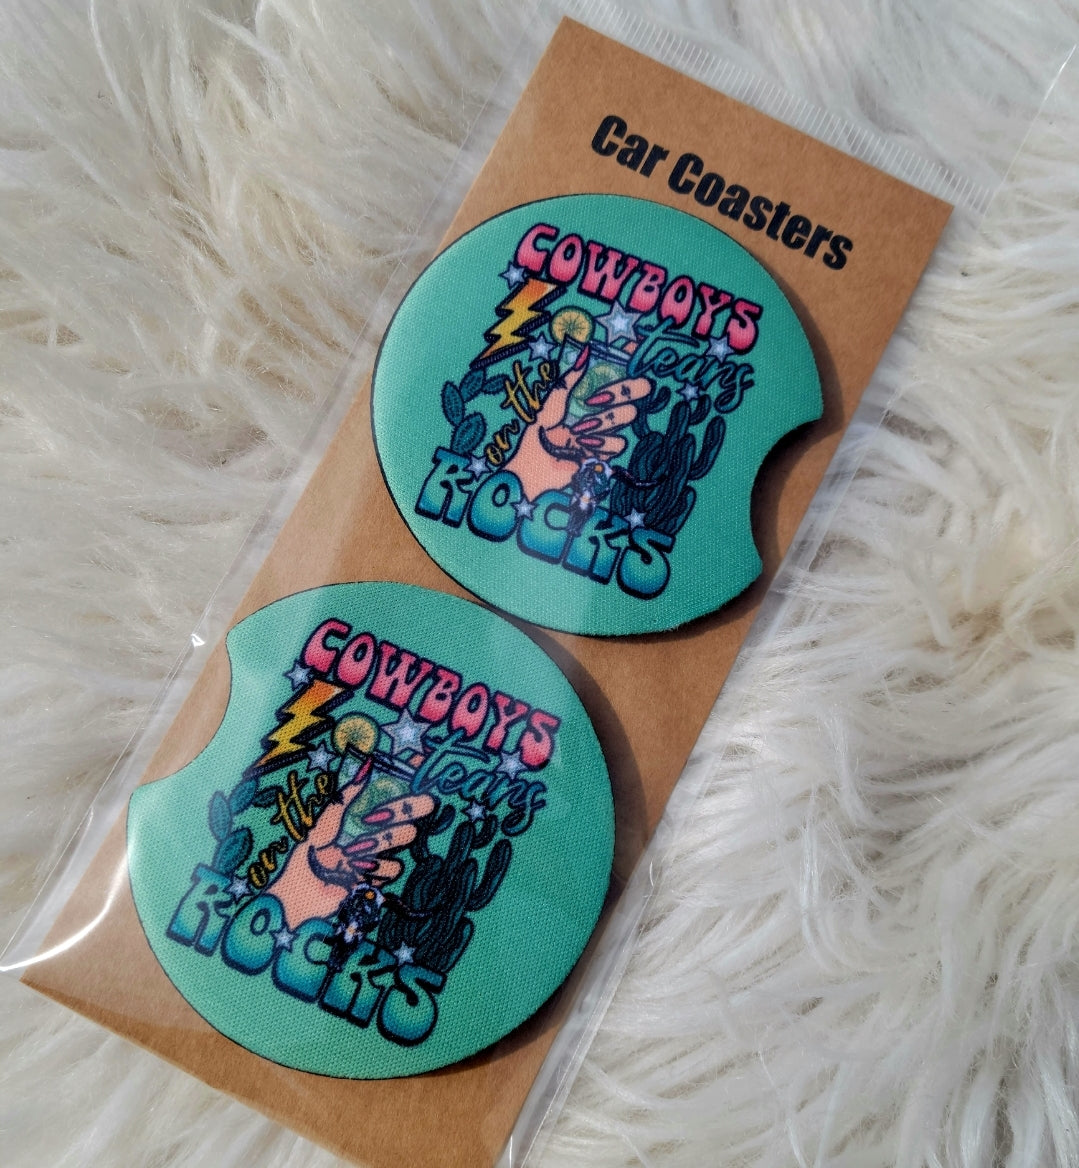 Car Coasters
COWBOYS
tears
on the
ROCKS
COWBOYS
tears
on the
ROCKS